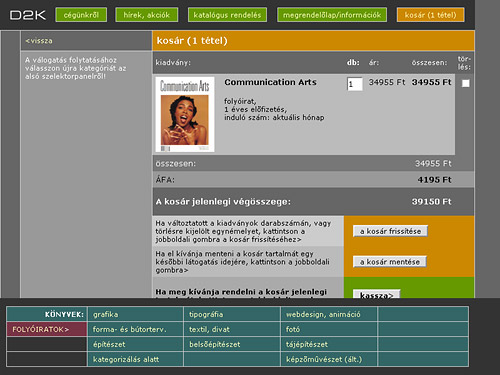 D2K
cégünkről
hírek, akciók
katalógus rendelés
megrendelőlap/információk
kosár (1 tétel)
<vissza
A válogatás folytatásához
válasszon újra kategóriát az
alsó szelektorpanelről!
kosár (1 tétel)
kiadvány: db: ár: összesen: tör-
lés:
Communication Arts
Communication Arts 1 34955 Ft 34955 Ft
folyóirat,
1 éves előfizetés,
induló szám: aktuális hónap
összesen: 34955 Ft
ÁFA: 4195 Ft
A kosár jelenlegi végösszege: 39150 Ft
Ha változtatott a kiadványok darabszámán, vagy
törlésre kijelölt egynémelyet, kattintson a
jobboldali gombra a kosár frissítéséhez>
a kosár frissítése
Ha el kívánja menteni a kosár tartalmát egy
későbbi látogatás idejére, kattintson a jobboldali
gombra>
a kosár mentése
Ha meg kívánja rendelni a kosár jelenlegi
kassza>
KÖNYVEK: grafika tipográfia webdesign, animáció
FOLYÓIRATOK> forma- és bútorterv. textil, divat fotó
építészet belsőépítészet tájépítészet
kategorizálás alatt képzőművészet (ált.)